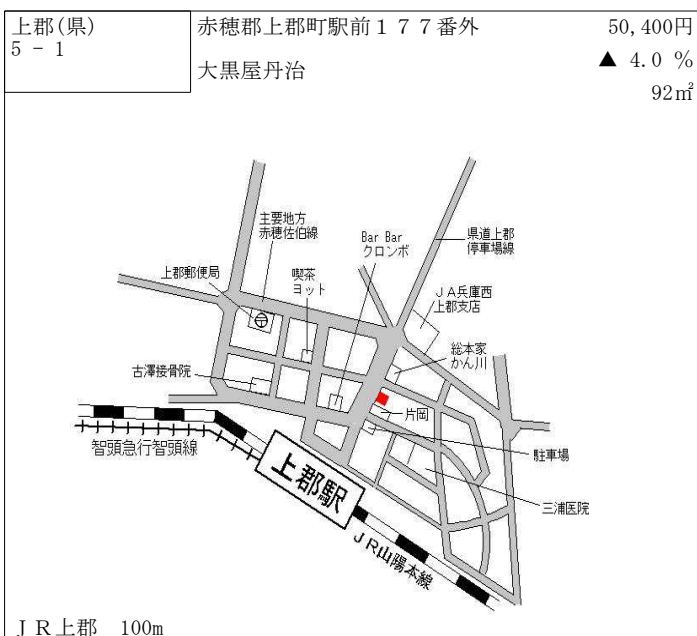 上郡(県)
5 - 1
赤穂郡上郡町駅前１７７番外
大黒屋丹治
50,400円
▲ 4.0 %
92㎡
主要地方
赤穂佐伯線
Bar Bar
クロンボ
県道上郡
停車場線
上郡郵便局
喫茶
ヨット
ＪＡ兵庫西
上郡支店
総本家
かん川
古澤接骨院
片岡
駐車場
智頭急行智頭線
上郡駅
三浦医院
ＪＲ山陽本線
ＪＲ上郡　100m